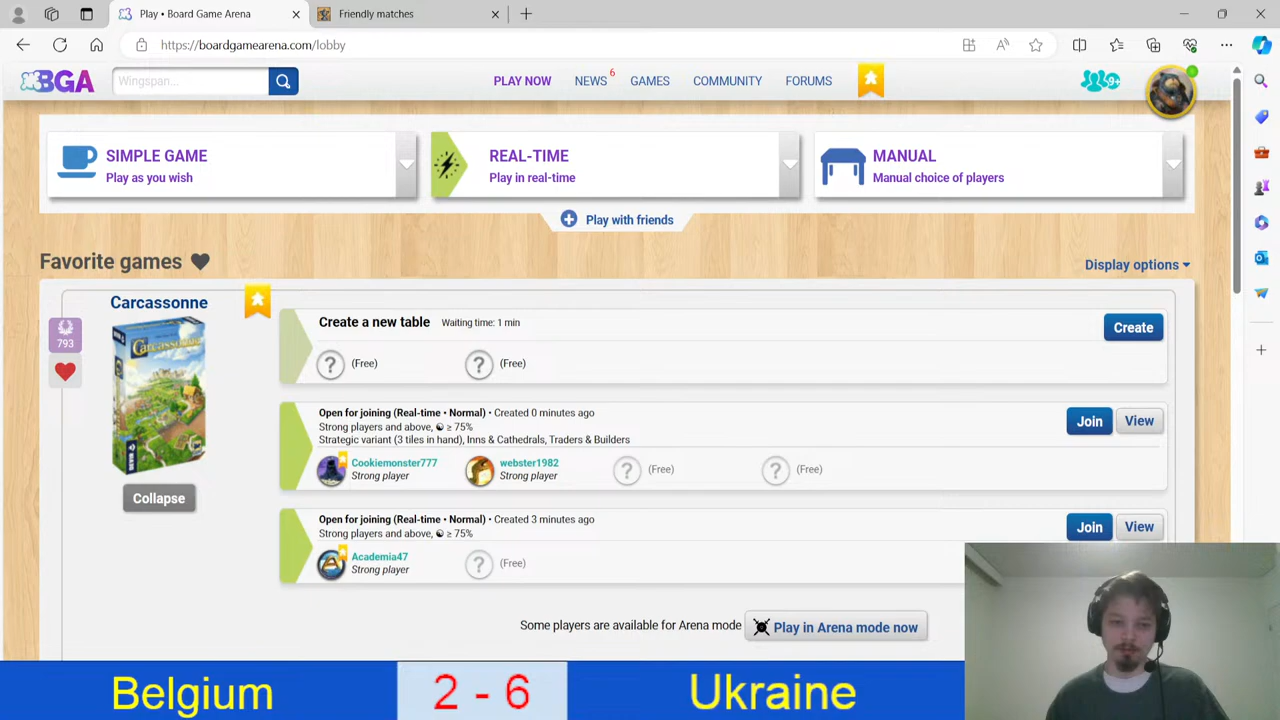 Play • Board Game Arena
Friendly matches
https://boardgamearena.com/lobby
BGA
Wingspan...
PLAY NOW
NEWS 6
GAMES
COMMUNITY
FORUMS
9+
SIMPLE GAME
Play as you wish
REAL-TIME
Play in real-time
MANUAL
Manual choice of players
Play with friends
Favorite games
Display options
Carcassonne
793
Carcassonne
Collapse
Create a new table Waiting time: 1 min
Create
? (Free) ? (Free)
Open for joining (Real-time • Normal) • Created 0 minutes ago
Strong players and above, ≥ 75%
Strategic variant (3 tiles in hand), Inns & Cathedrals, Traders & Builders
Join View
Cookiemonster777
Strong player
webster1982
Strong player
? (Free) ? (Free)
Open for joining (Real-time • Normal) • Created 3 minutes ago
Strong players and above, ≥ 75%
Join View
Academia47
Strong player
? (Free)
Some players are available for Arena mode Play in Arena mode now
Belgium 2 - 6 Ukraine